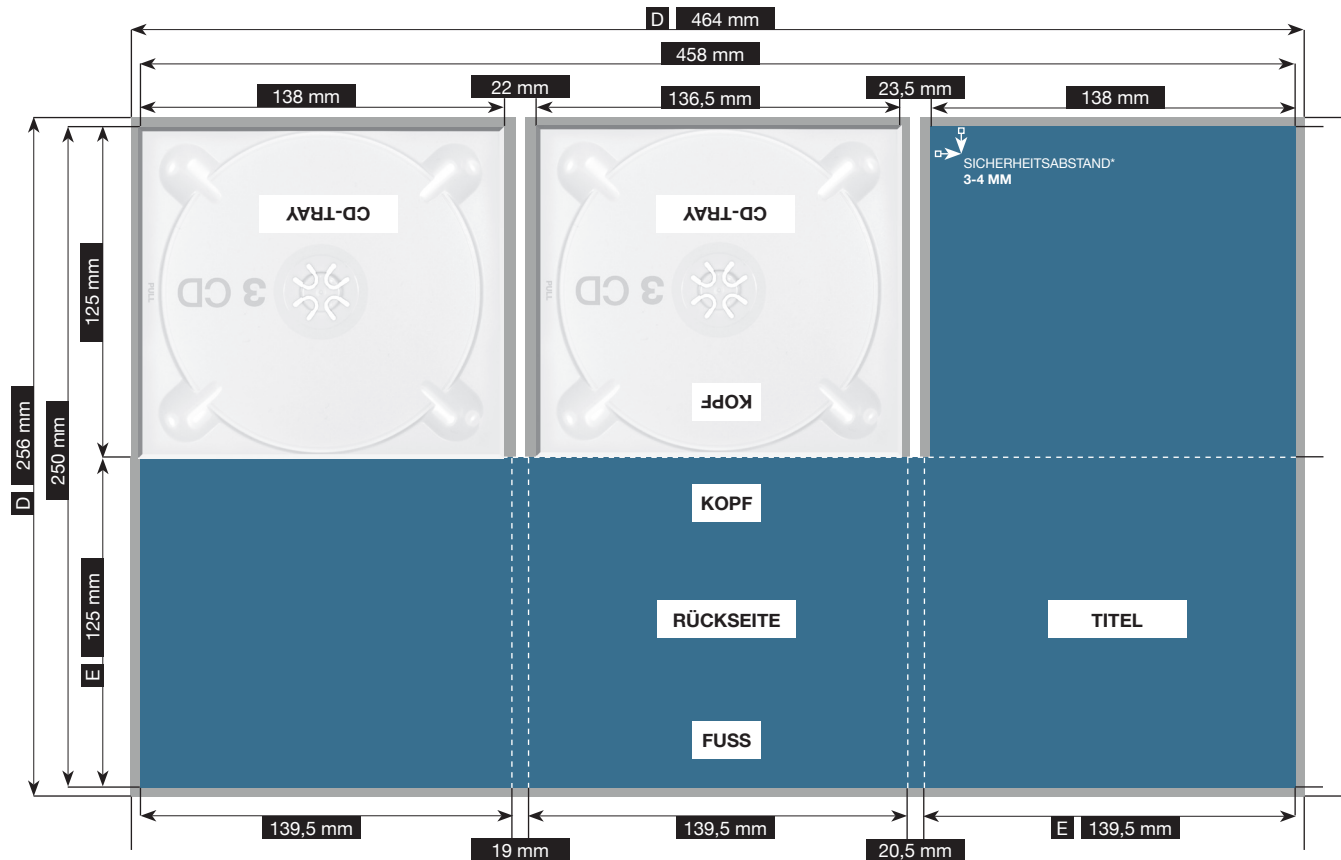 D 464 mm
458 mm
22 mm
23,5 mm
138 mm
136,5 mm
138 mm
SICHERHEITSABSTAND*
3-4 MM
CD-TRAY
CD-TRAY
3 CD
PULL
3 CD
PULL
125 mm
KOPF
D 256 mm
250 mm
KOPF
E 125 mm
RÜCKSEITE
TITEL
FUSS
139,5 mm
139,5 mm
E 139,5 mm
19 mm
20,5 mm